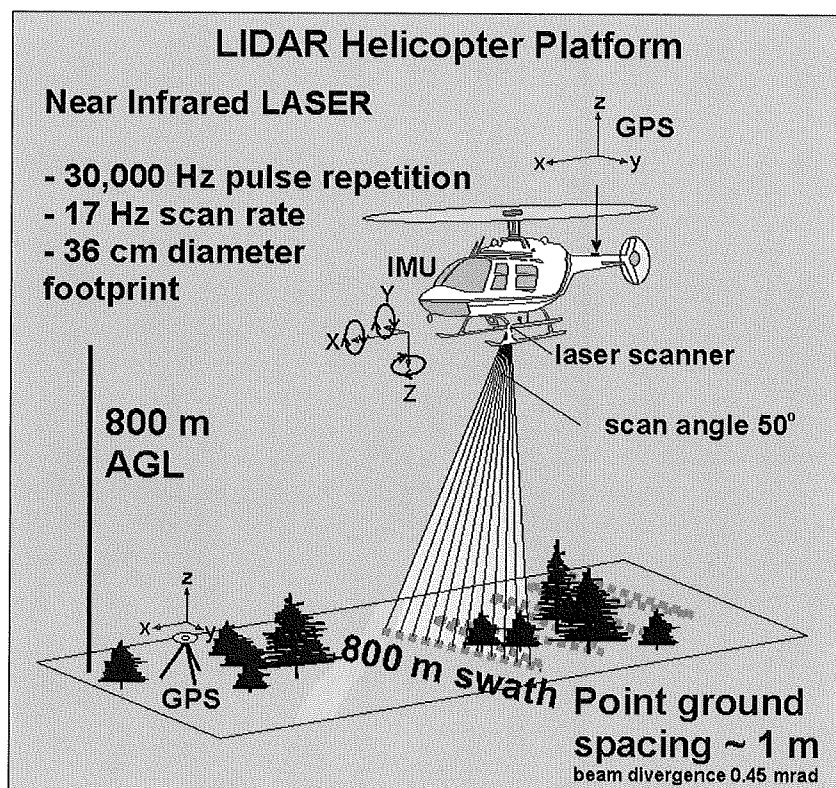 LIDAR Helicopter Platform
Near Infrared LASER
- 30,000 Hz pulse repetition
- 17 Hz scan rate
- 36 cm diameter
footprint
z
GPS
x
y
IMU
Y
X
Z
laser scanner
scan angle 50°
800 m
AGL
z
x
y
GPS
800 m swath
Point ground
spacing ~ 1 m
beam divergence 0.45 mrad